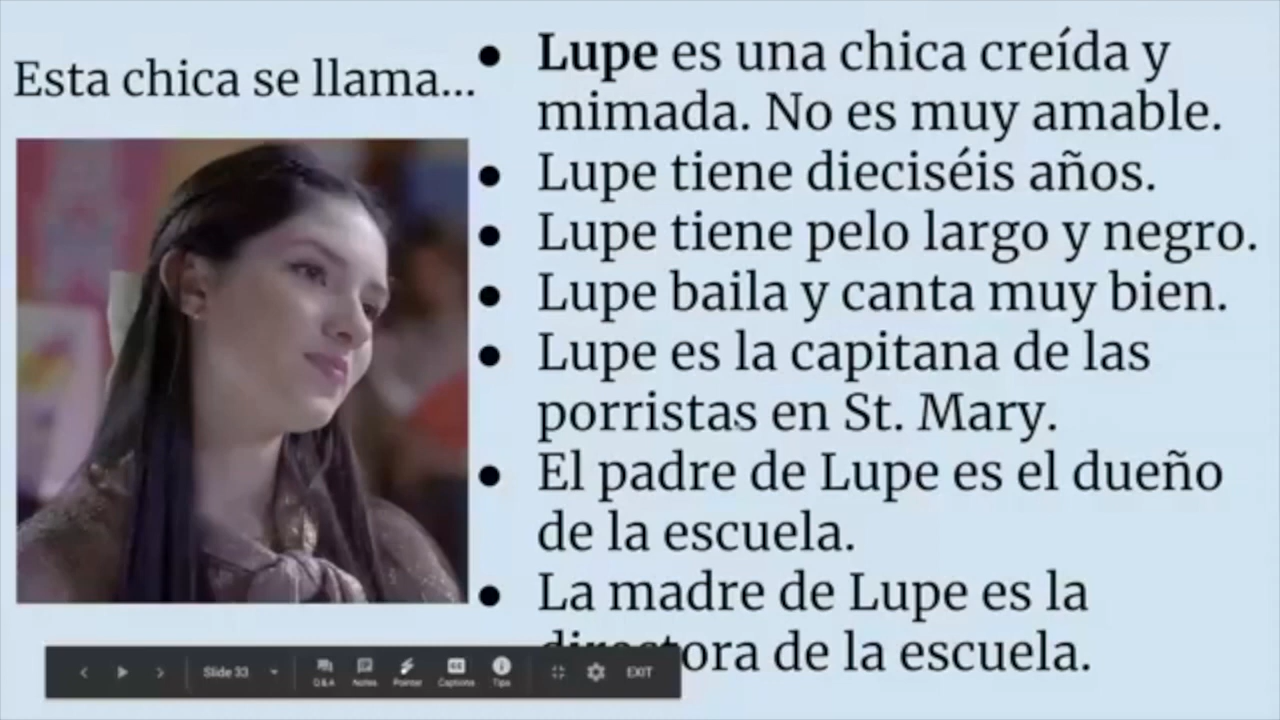 Esta chica se llama...
Lupe es una chica creída y
mimada. No es muy amable.
Lupe tiene dieciséis años.
Lupe tiene pelo largo y negro.
Lupe baila y canta muy bien.
Lupe es la capitana de las
porristas en St. Mary.
El padre de Lupe es el dueño
de la escuela.
La madre de Lupe es la
directora de la escuela.
Slide 33
Q&A Notes Pointer Captions Tips EXIT